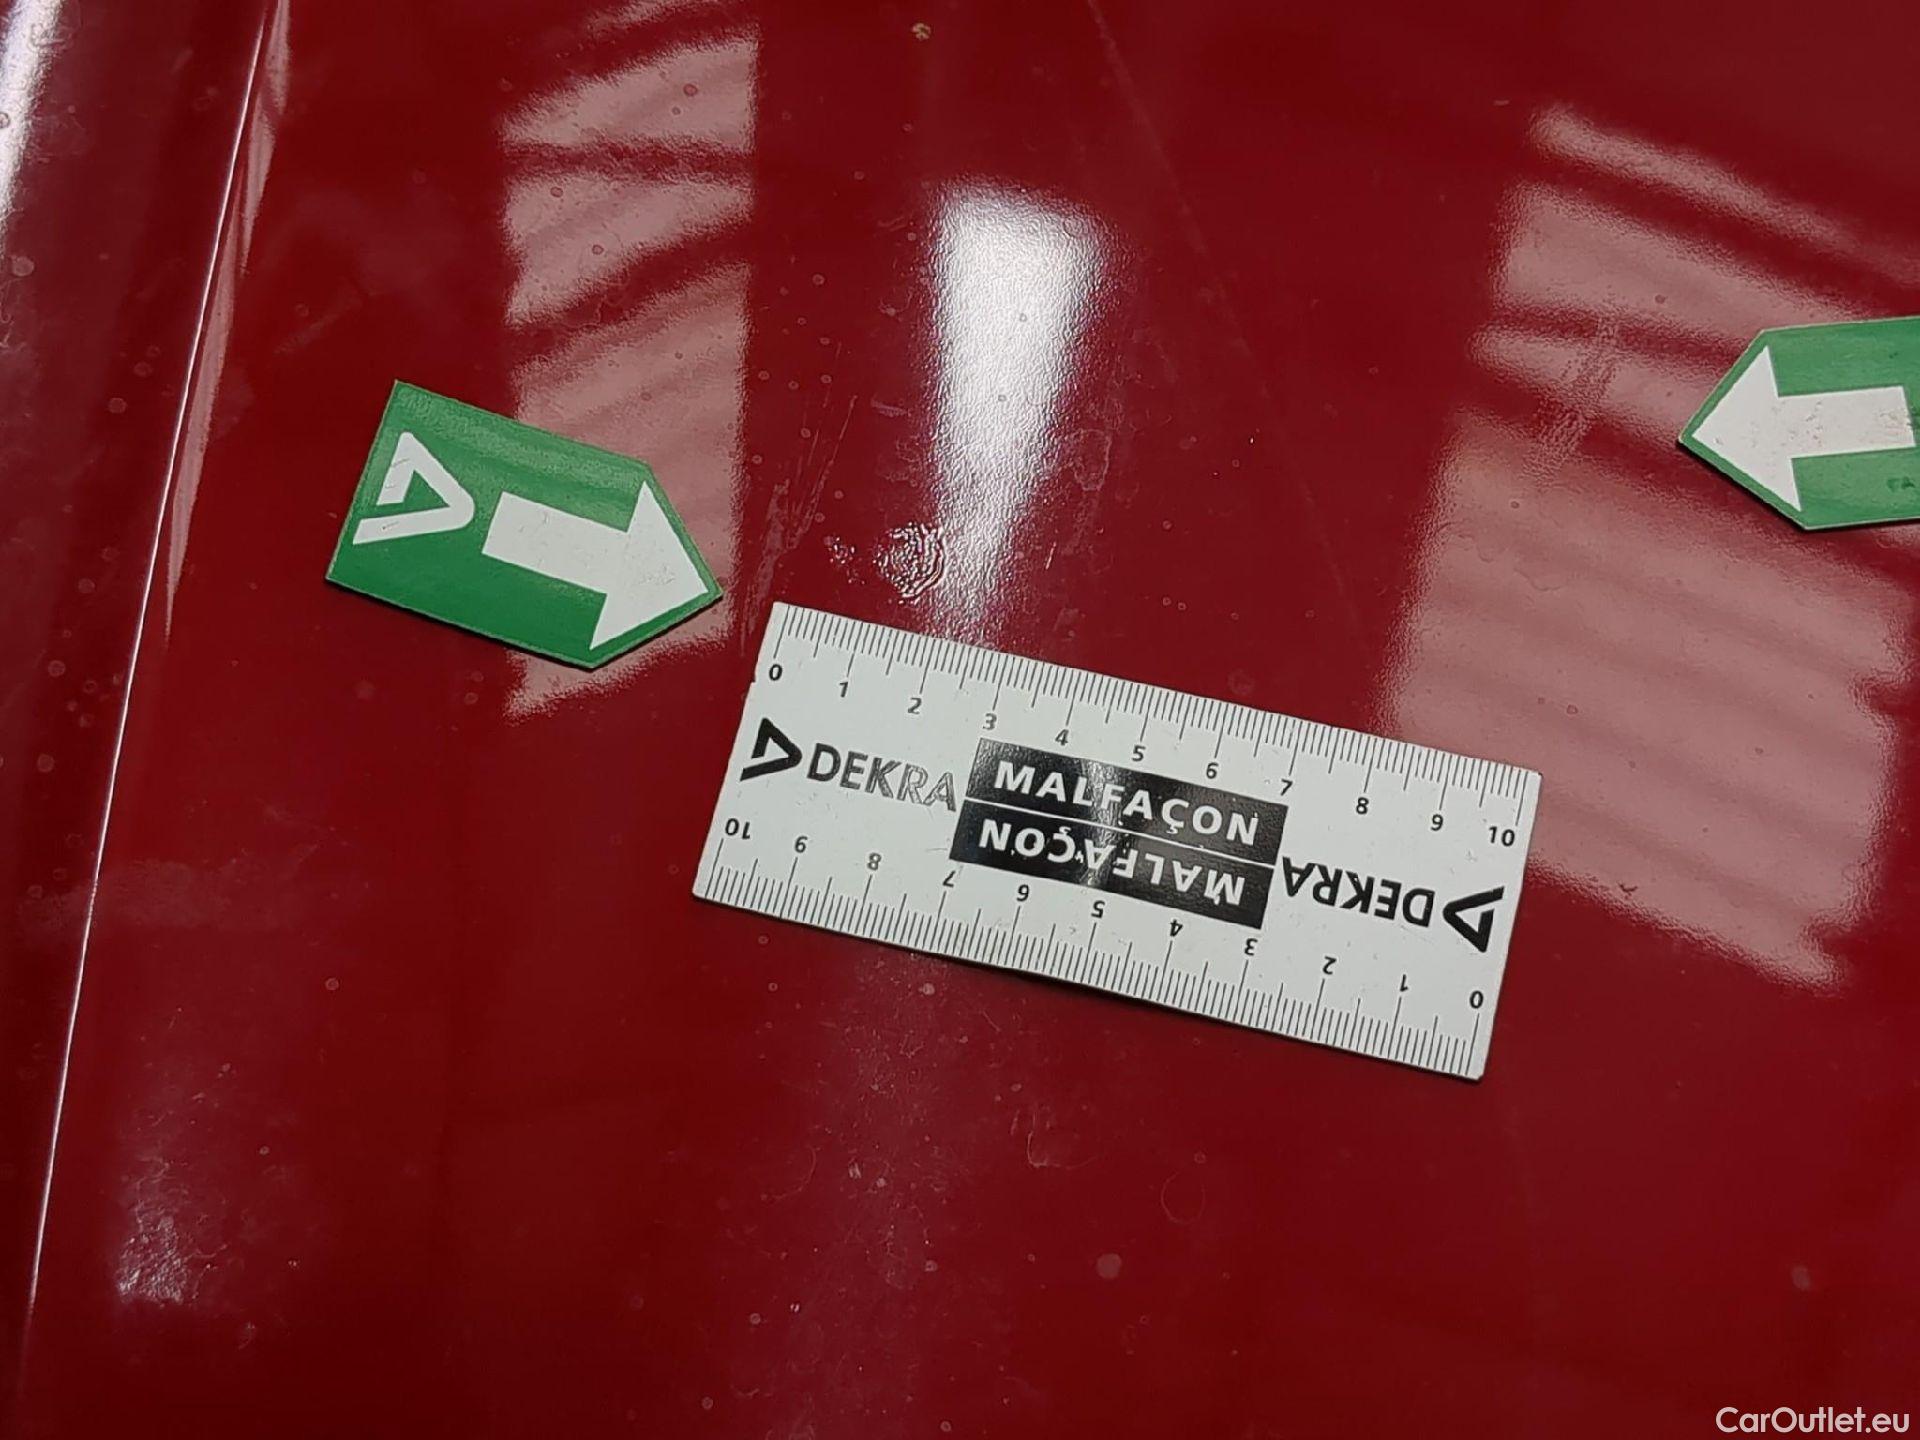 0 1 2 3 4 5 6 7 8 9 10
DEKRA
MALFAÇON
MALFAÇON
DEKRA
10 9 8 7 6 5 4 3 2 1 0
CarOutlet.eu